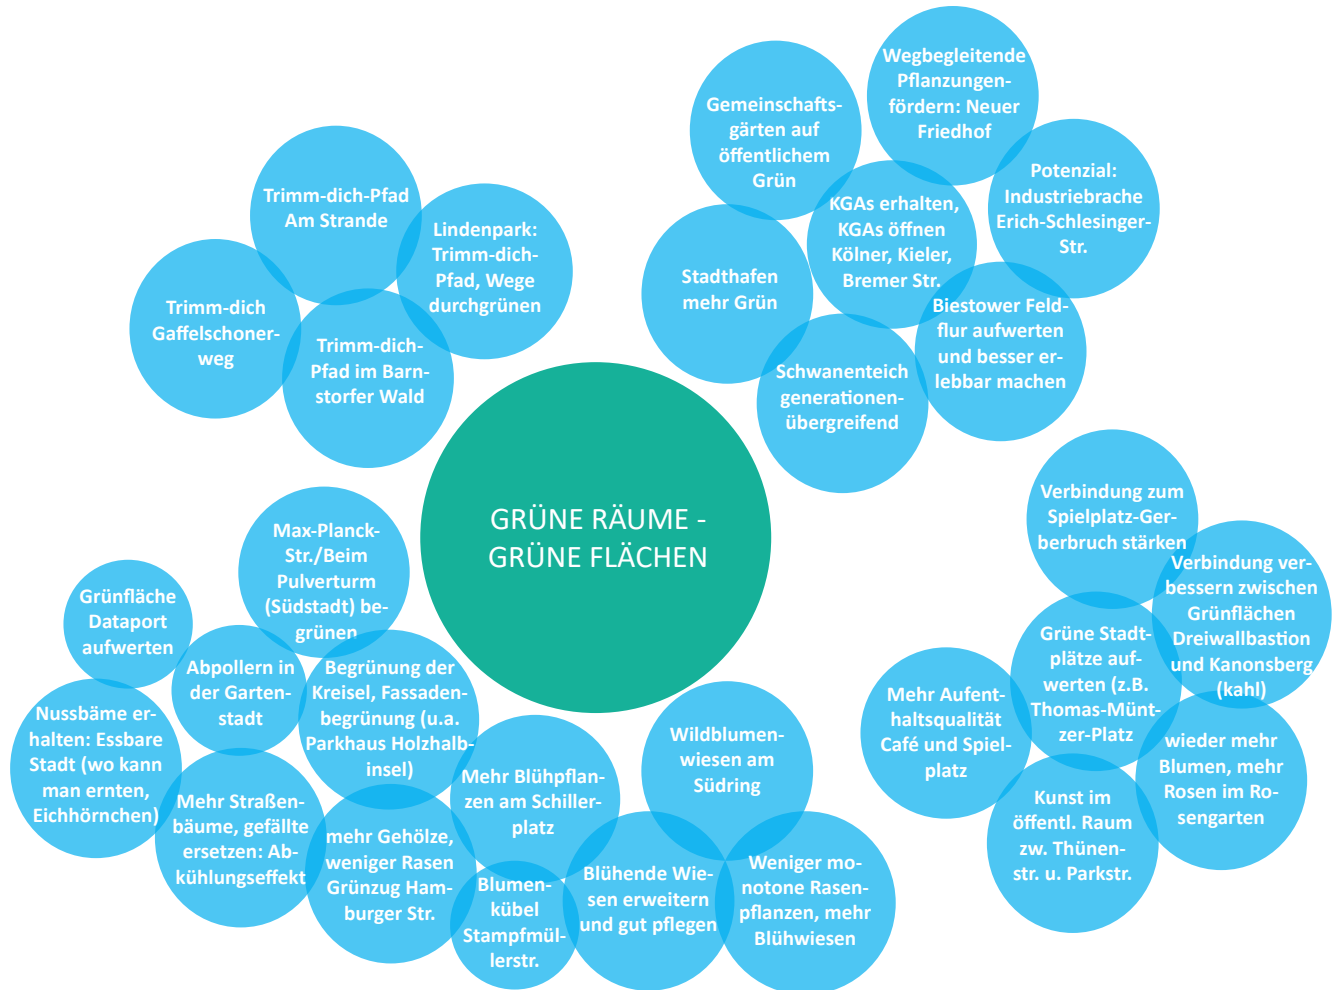 Wegbegleitende
Pflanzungen-
fördern: Neuer
Friedhof
Gemeinschafts-
gärten auf
öffentlichem
Grün
Potenzial:
Industriebrache
Erich-Schlesinger-
Str.
KGAs erhalten,
KGAs öffnen
Kölner, Kieler,
Bremer Str.
Stadthafen
mehr Grün
Biestower Feld-
flur aufwerten
und besser er-
lebbar machen
Schwanenteich
generationen-
übergreifend
Trimm-dich-Pfad
Am Strande
Lindenpark:
Trimm-dich-
Pfad, Wege
durchgrünen
Trimm-dich
Gaffelschoner-
weg
Trimm-dich-
Pfad im Barn-
storfer Wald
GRÜNE RÄUME -
GRÜNE FLÄCHEN
Max-Planck-
Str./Beim
Pulverturm
(Südstadt) be-
grünen
Grünfläche
Dataport
aufwerten
Abpollern in
der Garten-
stadt
Begrünung der
Kreisel, Fassaden-
begrünung (u.a.
Parkhaus Holzhalb-
insel)
Nussbäme er-
halten: Essbare
Stadt (wo kann
man ernten,
Eichhörnchen)
Mehr Straßen-
bäume, gefällte
ersetzen: Ab-
kühlungseffekt
mehr Gehölze,
weniger Rasen
Grünzug Ham-
burger Str.
Mehr Blühpflan-
zen am Schiller-
platz
Blumen-
kübel
Stampfmül-
lerstr.
Wildblumen-
wiesen am
Südring
Blühende Wie-
sen erweitern
und gut pflegen
Weniger mo-
notone Rasen-
pflanzen, mehr
Blühwiesen
Verbindung zum
Spielplatz-Ger-
berbruch stärken
Verbindung ver-
bessern zwischen
Grünflächen
Dreiwallbastion
und Kanonsberg
(kahl)
Grüne Stadt-
plätze auf-
werten (z.B.
Thomas-Münt-
zer-Platz
Mehr Aufent-
haltsqualität
Café und Spiel-
platz
wieder mehr
Blumen, mehr
Rosen im Ro-
sengarten
Kunst im
öffentl. Raum
zw. Thünen-
str. u. Parkstr.